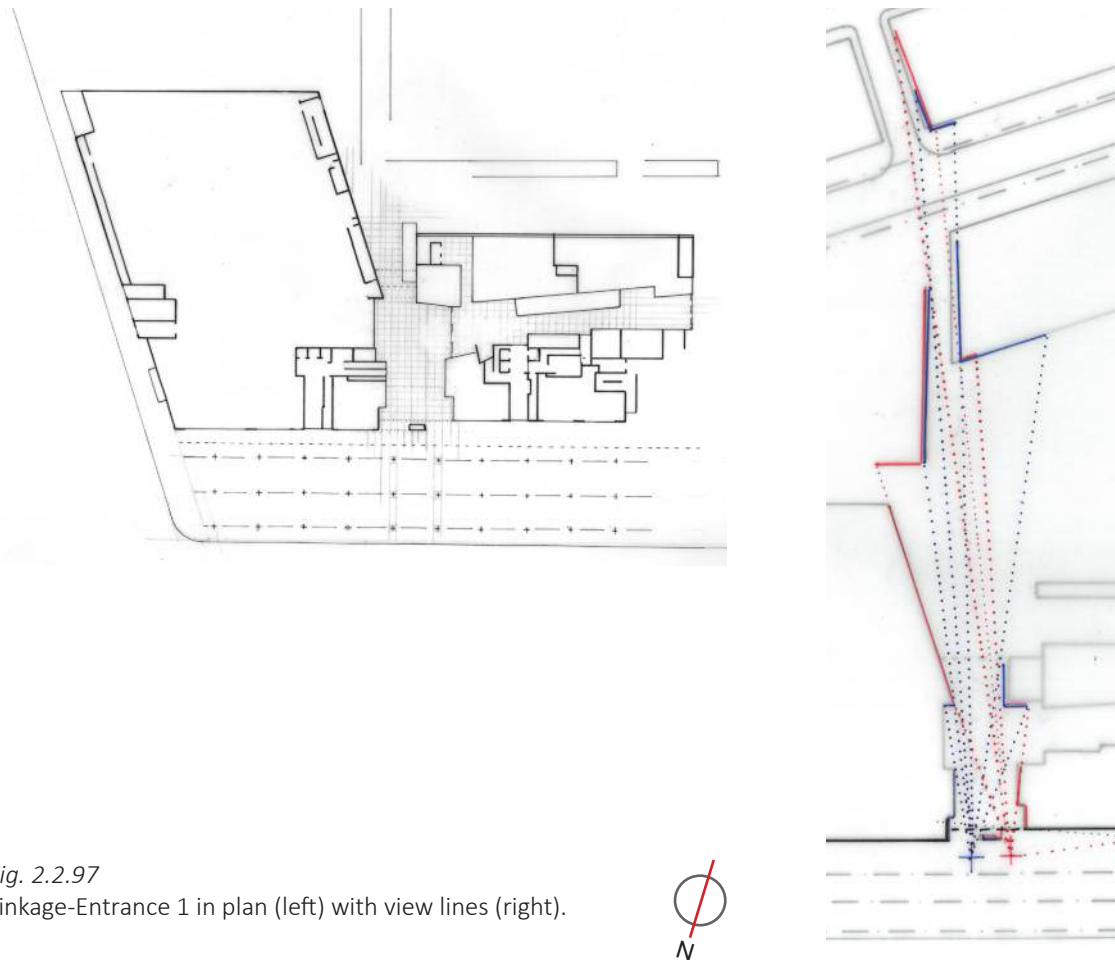 ig. 2.2.97
inkage-Entrance 1 in plan (left) with view lines (right).
N